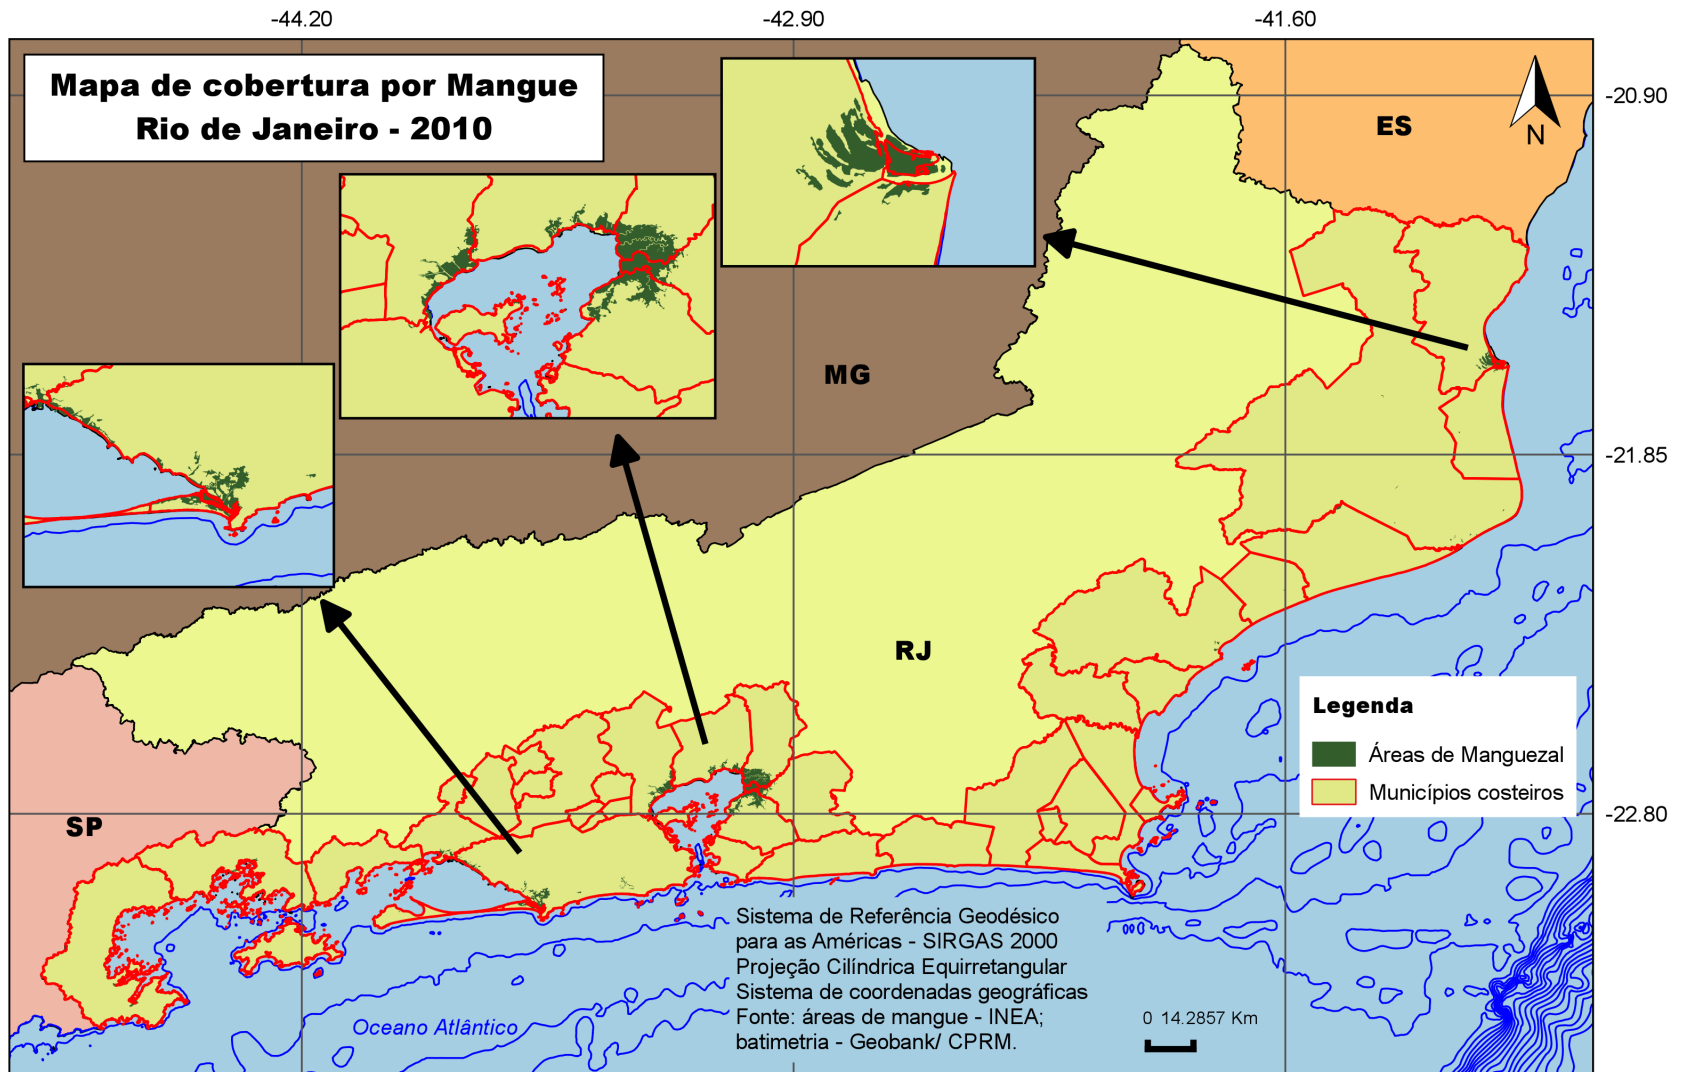 -44.20
-42.90
-41.60
Mapa de cobertura por Mangue
Rio de Janeiro - 2010
-20.90
ES
N
MG
-21.85
RJ
Legenda
Áreas de Manguezal
Municípios costeiros
-22.80
SP
Sistema de Referência Geodésico
para as Américas - SIRGAS 2000
Projeção Cilíndrica Equirretangular
Sistema de coordenadas geográficas
Fonte: áreas de mangue - INEA;
batimetria - Geobank/ CPRM.
0 14.2857 Km
Oceano Atlântico